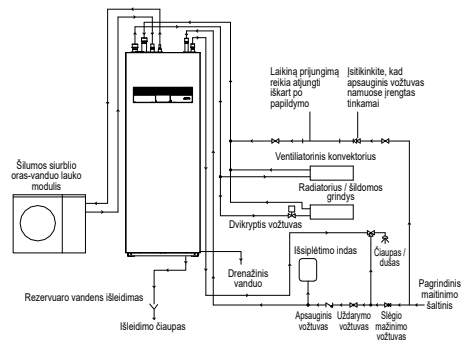 Laikiną prijungimą
reikia atjungti
iškart po
papildymo
Įsitikinkite, kad
apsauginis vožtuvas
namuose įrengtas
tinkamai
Šilumos siurblio
oras-vanduo lauko
modulis
Ventiliatorinis konvektorius
Radiatorius / šildomos
grindys
Dvikryptis vožtuvas
Išsiplėtimo indas
Čiaupas /
dušas
Drenažinis
vanduo
Rezervuaro vandens išleidimas
Išleidimo čiaupas
Pagrindinis
maitinimo
šaltinis
Apsauginis
vožtuvas
Uždarymo
vožtuvas
Slėgio
mažinimo
vožtuvas